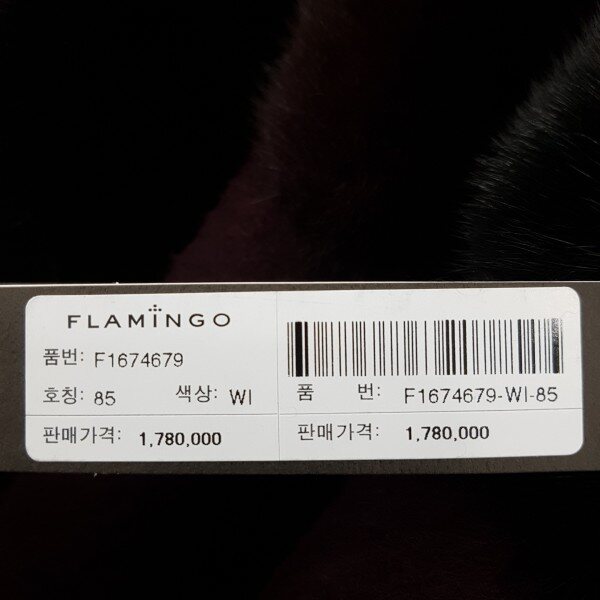 FLAMINGO
품번: F1674679
호칭: 85 색상: WI
판매가격: 1,780,000
품 번: F1674679-WI-85
판매가격: 1,780,000